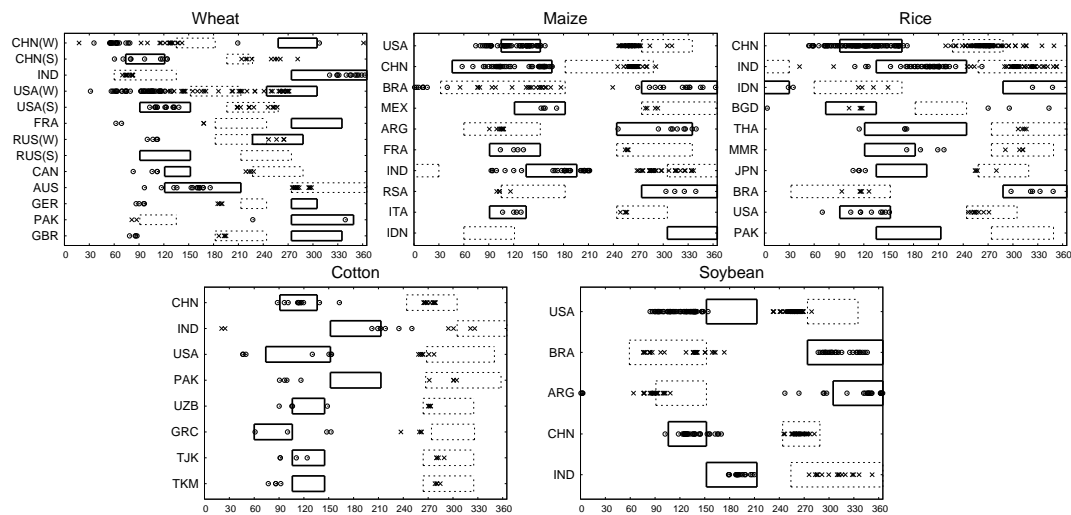 Wheat
CHN(W)
CHN(S)
IND
USA(W)
USA(S)
FRA
RUS(W)
RUS(S)
CAN
AUS
GER
PAK
GBR
0 30 60 90 120 150 180 210 240 270 300 330 360
Maize
USA
CHN
BRA
MEX
ARG
FRA
IND
RSA
ITA
IDN
0 30 60 90 120 150 180 210 240 270 300 330 360
Rice
CHN
IND
IDN
BGD
THA
MMR
JPN
BRA
USA
PAK
0 30 60 90 120 150 180 210 240 270 300 330 360
Cotton
CHN
IND
USA
PAK
UZB
GRC
TJK
TKM
0 30 60 90 120 150 180 210 240 270 300 330 360
Soybean
USA
BRA
ARG
CHN
IND
0 30 60 90 120 150 180 210 240 270 300 330 360